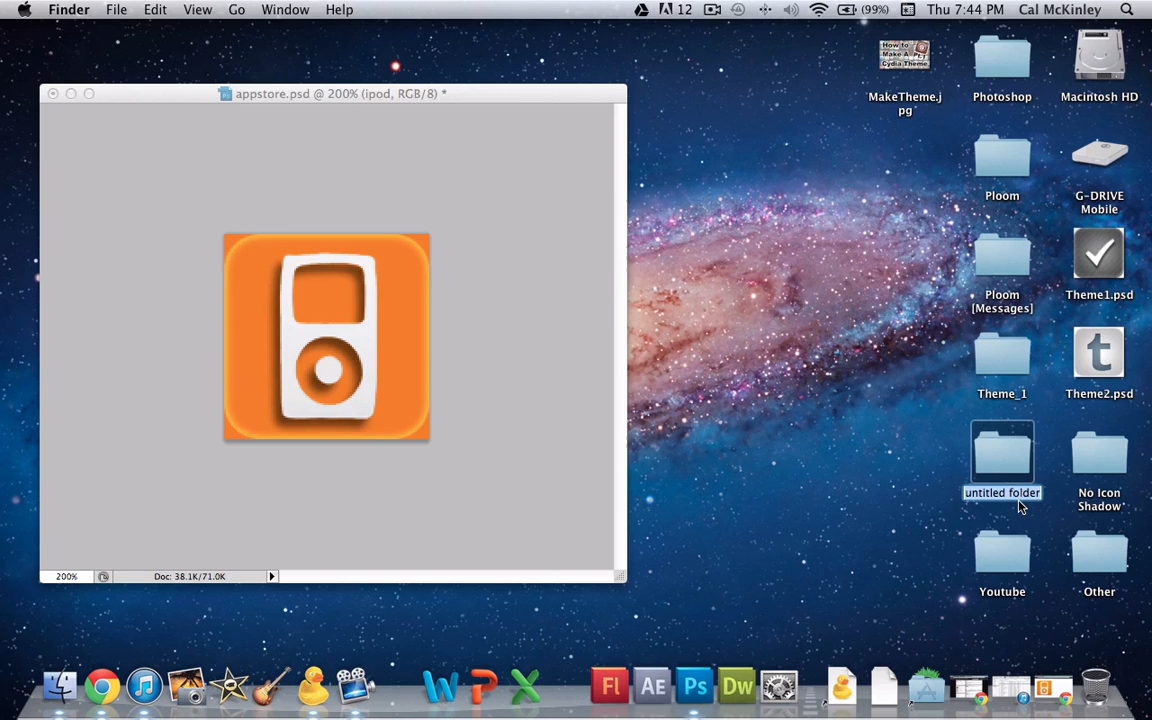 Finder File Edit View Go Window Help
12 (99%) Thu 7:44 PM Cal McKinley
appstore.psd @ 200% (ipod, RGB/8) *
How to
Make A
Cydia Theme
MakeTheme.j
pg
Photoshop
Macintosh HD
Ploom
G-DRIVE
Mobile
Ploom
[Messages]
Theme1.psd
Theme_1
t
Theme2.psd
untitled folder
No Icon
Shadow
Youtube
Other
200% Doc: 38.1K/71.0K
W P X Fl AE Ps Dw